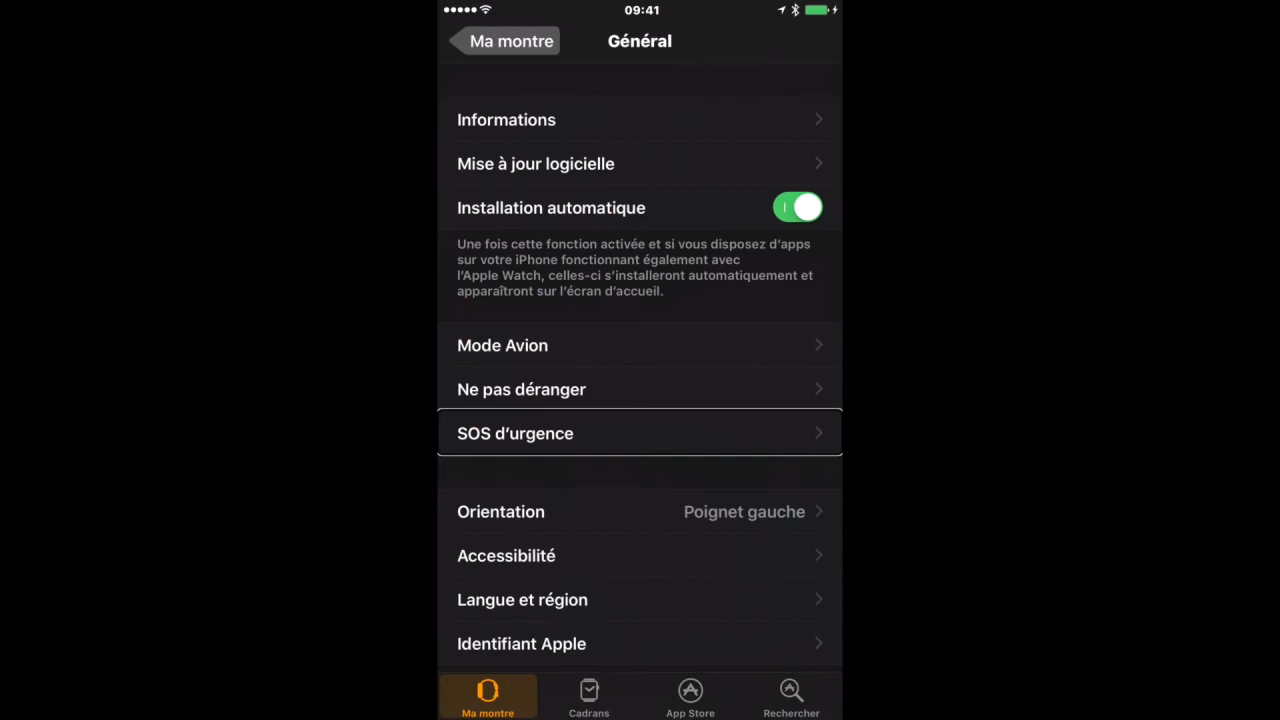 09:41
Ma montre
Général
Informations
Mise à jour logicielle
Installation automatique
Une fois cette fonction activée et si vous disposez d’apps
sur votre iPhone fonctionnant également avec
l’Apple Watch, celles-ci s’installeront automatiquement et
apparaîtront sur l’écran d’accueil.
Mode Avion
Ne pas déranger
SOS d’urgence
Orientation Poignet gauche
Accessibilité
Langue et région
Identifiant Apple
Ma montre Cadrans App Store Rechercher